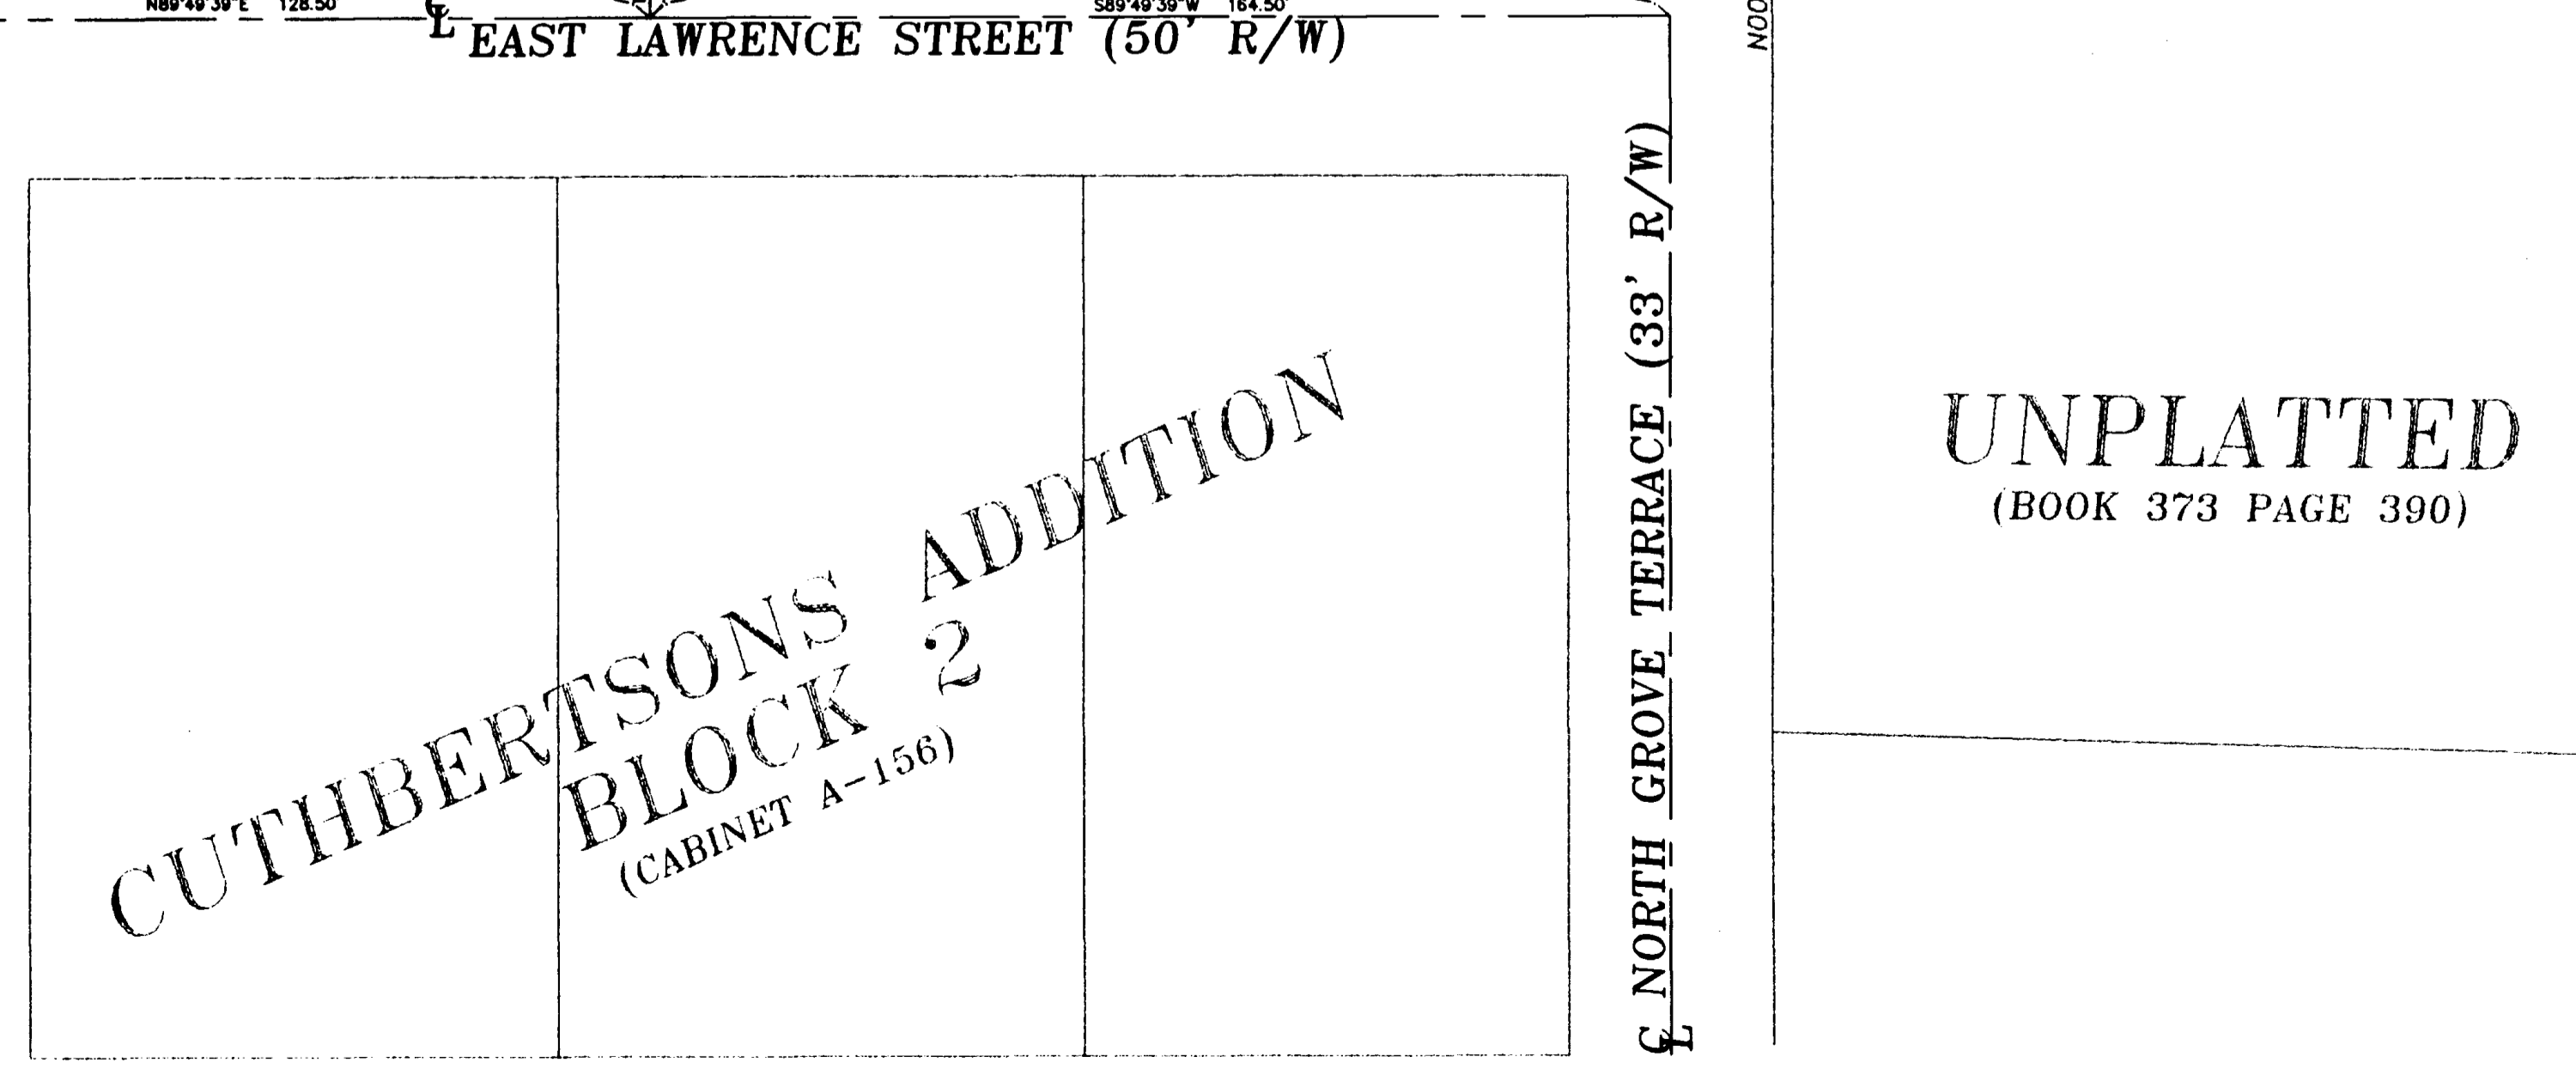 N89°49'39"E 128.50'
S89°49'39"W 164.50'
℄ EAST LAWRENCE STREET (50' R/W)
N00
℄ NORTH GROVE TERRACE (33' R/W)
CUTHBERTSONS ADDITION
BLOCK 2
(CABINET A-156)
UNPLATTED
(BOOK 373 PAGE 390)